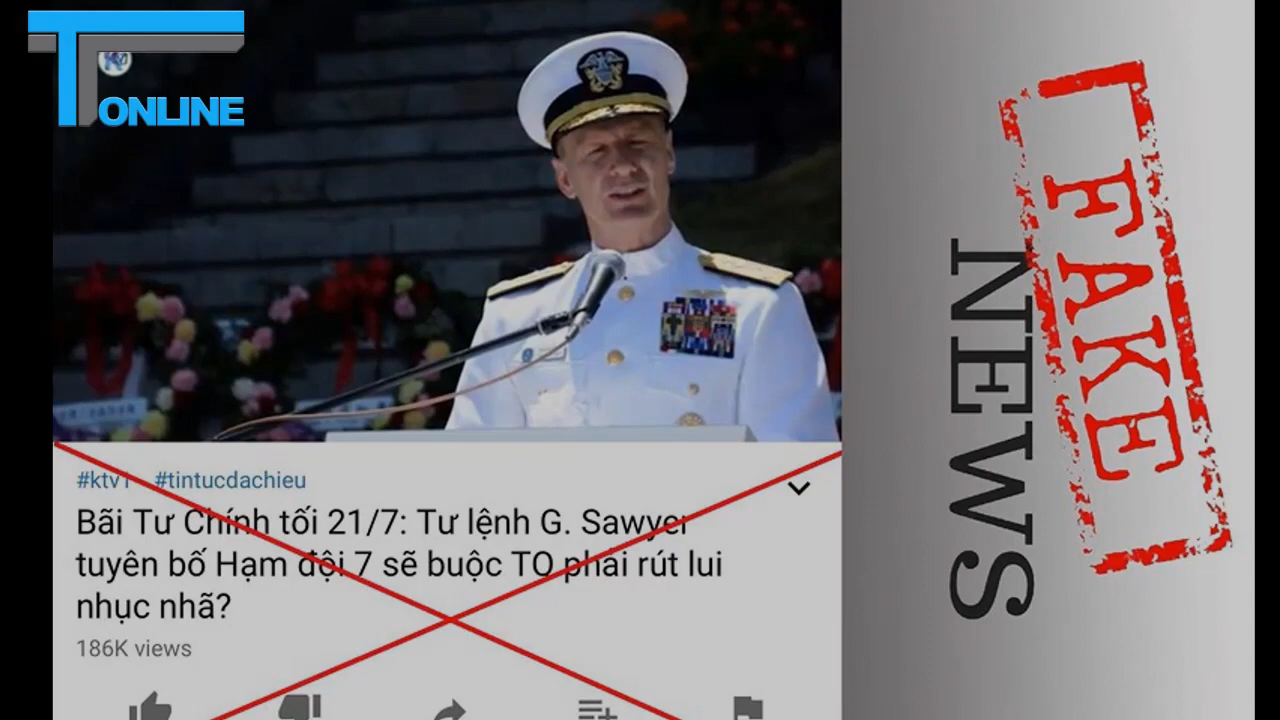 T
ONLINE
#ktv1 #tintucdachieu
Bãi Tư Chính tối 21/7: Tư lệnh G. Sawyer
tuyên bố Hạm đội 7 sẽ buộc TQ phải rút lui
nhục nhã?
186K views
FAKE
NEWS